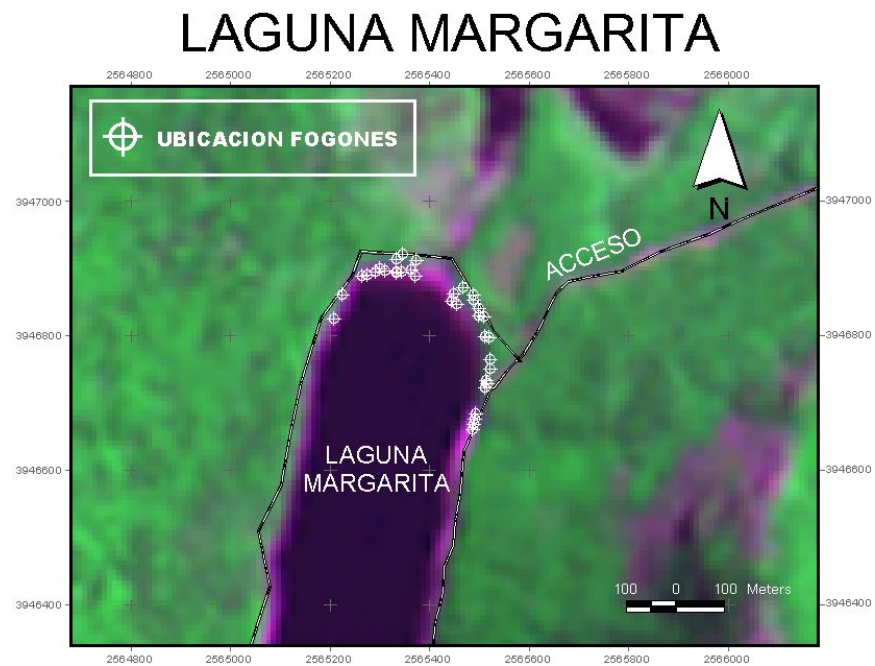 LAGUNA MARGARITA
2564800 2565000 2565200 2565400 2565600 2565800 2566000
UBICACION FOGONES
N
3947000 3947000
ACCESO
3946800 3946800
LAGUNA
MARGARITA
3946600 3946600
100 0 100 Meters
3946400 3946400
2564800 2565000 2565200 2565400 2565600 2565800 2566000